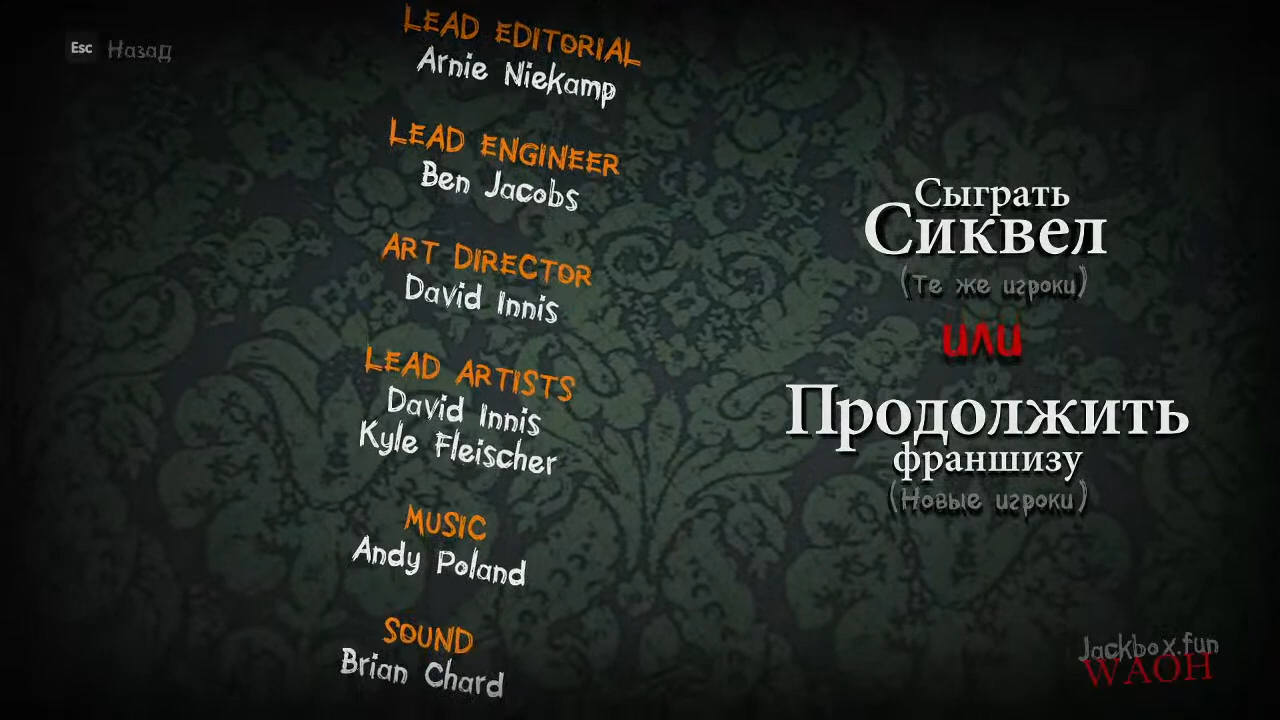 Esc Назад
LEAD EDITORIAL
Arnie Niekamp
LEAD ENGINEER
Ben Jacobs
ART DIRECTOR
David Innis
LEAD ARTISTS
David Innis
Kyle Fleischer
MUSIC
Andy Poland
SOUND
Brian Chard
Сыграть
Сиквел
(Те же игроки)
или
Продолжить
франшизу
(Новые игроки)
Jackbox.fun
WAOH